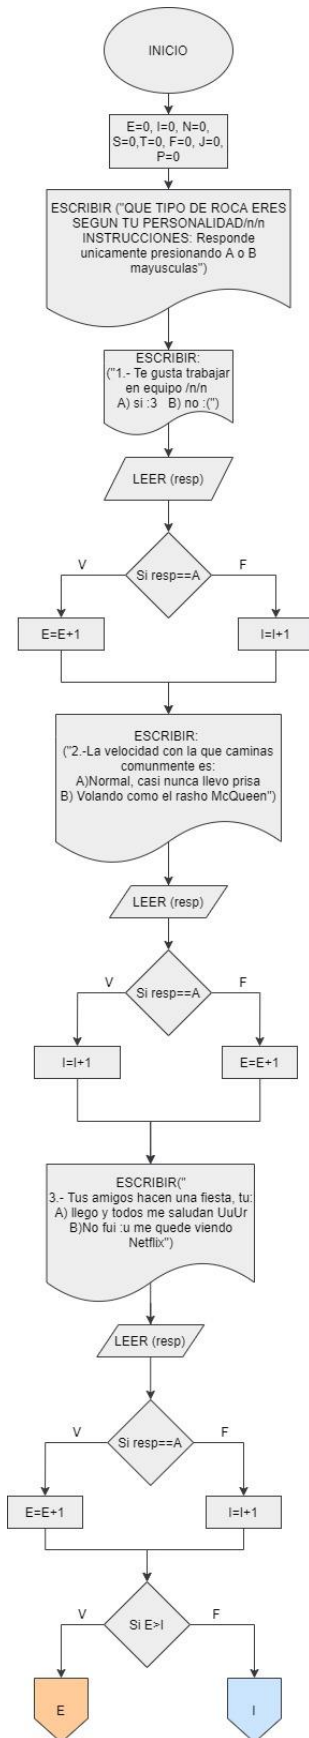 INICIO
E=0, I=0, N=0,
S=0,T=0, F=0, J=0,
P=0
ESCRIBIR ("QUE TIPO DE ROCA ERES
SEGUN TU PERSONALIDAD/n/n
INSTRUCCIONES: Responde
unicamente presionando A o B
mayusculas")
ESCRIBIR:
("1.- Te gusta trabajar
en equipo /n/n
A) si :3 B) no :(")
LEER (resp)
Si resp==A
V
F
E=E+1
I=I+1
ESCRIBIR:
("2.-La velocidad con la que caminas
comunmente es:
A)Normal, casi nunca llevo prisa
B) Volando como el rasho McQueen")
LEER (resp)
Si resp==A
V
F
I=I+1
E=E+1
ESCRIBIR("
3.- Tus amigos hacen una fiesta, tu:
A) llego y todos me saludan UuUr
B)No fui :u me quede viendo
Netflix")
LEER (resp)
Si resp==A
V
F
E=E+1
I=I+1
Si E>I
V
F
E
I